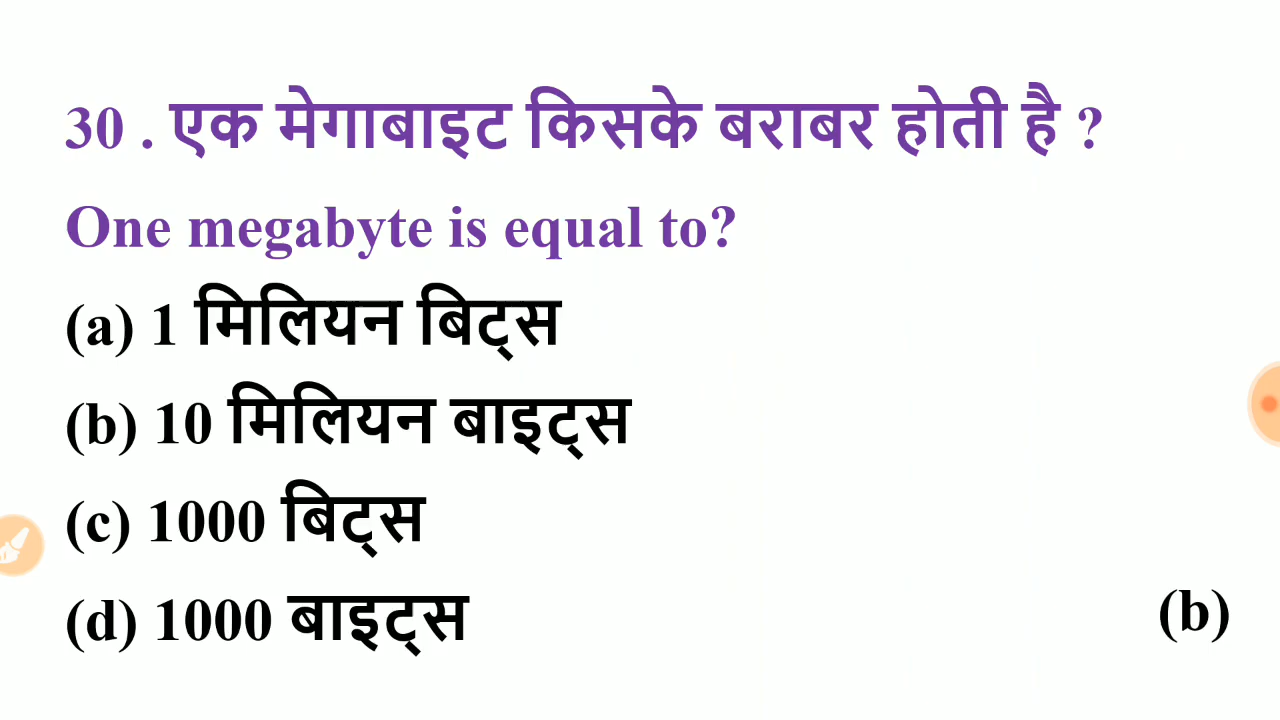 30 . एक मेगाबाइट किसके बराबर होती है ?
One megabyte is equal to?
(a) 1 मिलियन बिट्स
(b) 10 मिलियन बाइट्स
(c) 1000 बिट्स
(d) 1000 बाइट्स
(b)